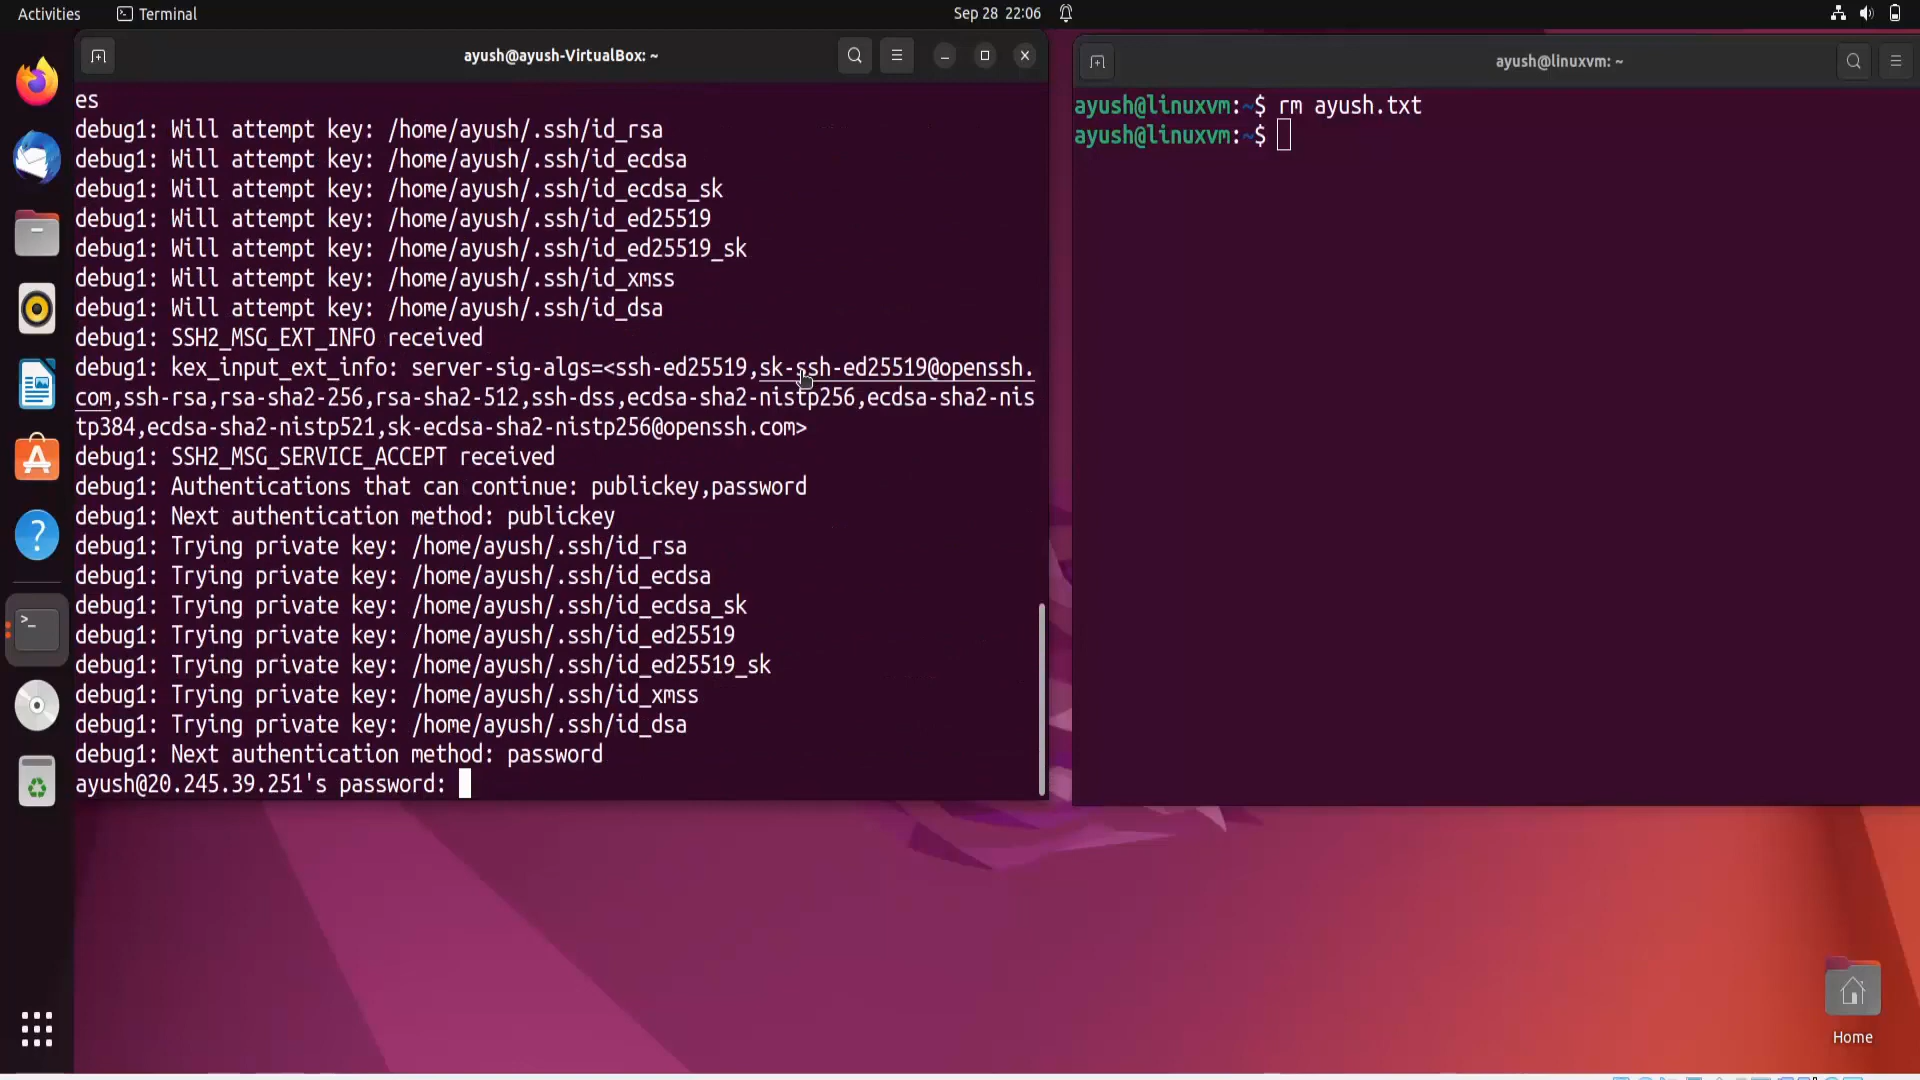 Activities
Terminal
Sep 28 22:06
ayush@ayush-VirtualBox: ~
es
debug1: Will attempt key: /home/ayush/.ssh/id_rsa
debug1: Will attempt key: /home/ayush/.ssh/id_ecdsa
debug1: Will attempt key: /home/ayush/.ssh/id_ecdsa_sk
debug1: Will attempt key: /home/ayush/.ssh/id_ed25519
debug1: Will attempt key: /home/ayush/.ssh/id_ed25519_sk
debug1: Will attempt key: /home/ayush/.ssh/id_xmss
debug1: Will attempt key: /home/ayush/.ssh/id_dsa
debug1: SSH2_MSG_EXT_INFO received
debug1: kex_input_ext_info: server-sig-algs=<ssh-ed25519,sk-ssh-ed25519@openssh.
com,ssh-rsa,rsa-sha2-256,rsa-sha2-512,ssh-dss,ecdsa-sha2-nistp256,ecdsa-sha2-nis
tp384,ecdsa-sha2-nistp521,sk-ecdsa-sha2-nistp256@openssh.com>
debug1: SSH2_MSG_SERVICE_ACCEPT received
debug1: Authentications that can continue: publickey,password
debug1: Next authentication method: publickey
debug1: Trying private key: /home/ayush/.ssh/id_rsa
debug1: Trying private key: /home/ayush/.ssh/id_ecdsa
debug1: Trying private key: /home/ayush/.ssh/id_ecdsa_sk
debug1: Trying private key: /home/ayush/.ssh/id_ed25519
debug1: Trying private key: /home/ayush/.ssh/id_ed25519_sk
debug1: Trying private key: /home/ayush/.ssh/id_xmss
debug1: Trying private key: /home/ayush/.ssh/id_dsa
debug1: Next authentication method: password
ayush@20.245.39.251's password:
ayush@linuxvm: ~
ayush@linuxvm:~$ rm ayush.txt
ayush@linuxvm:~$
Home